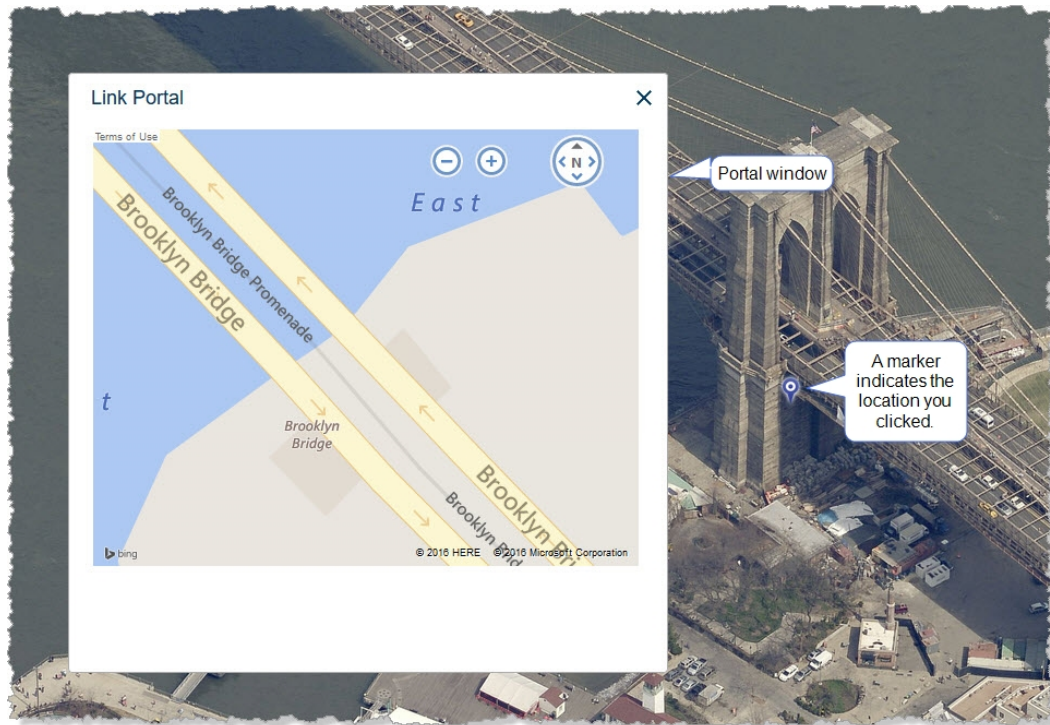 Link Portal
Terms of Use
N
East
Brooklyn Bridge Promenade
Brooklyn Bridge
t
Brooklyn
Bridge
Brooklyn Brid
Brooklyn Bri
bing
© 2016 HERE © 2016 Microsoft Corporation
Portal window
A marker
indicates the
location you
clicked.